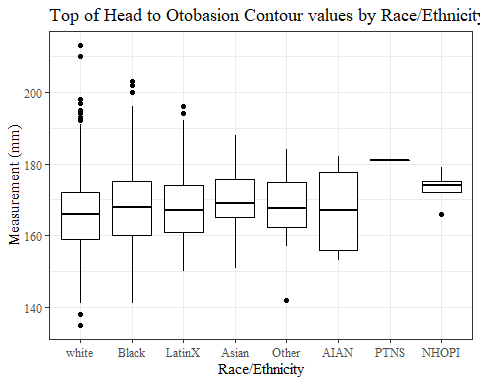 Top of Head to Otobasion Contour values by Race/Ethnicity
Measurement (mm)
200
180
160
140
white Black LatinX Asian Other AIAN PTNS NHOPI
Race/Ethnicity